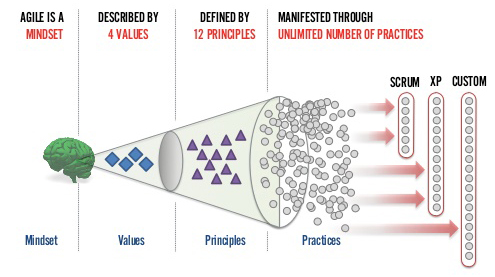 AGILE IS A
MINDSET
DESCRIBED BY
4 VALUES
DEFINED BY
12 PRINCIPLES
MANIFESTED THROUGH
UNLIMITED NUMBER OF PRACTICES
SCRUM
XP
CUSTOM
Mindset
Values
Principles
Practices